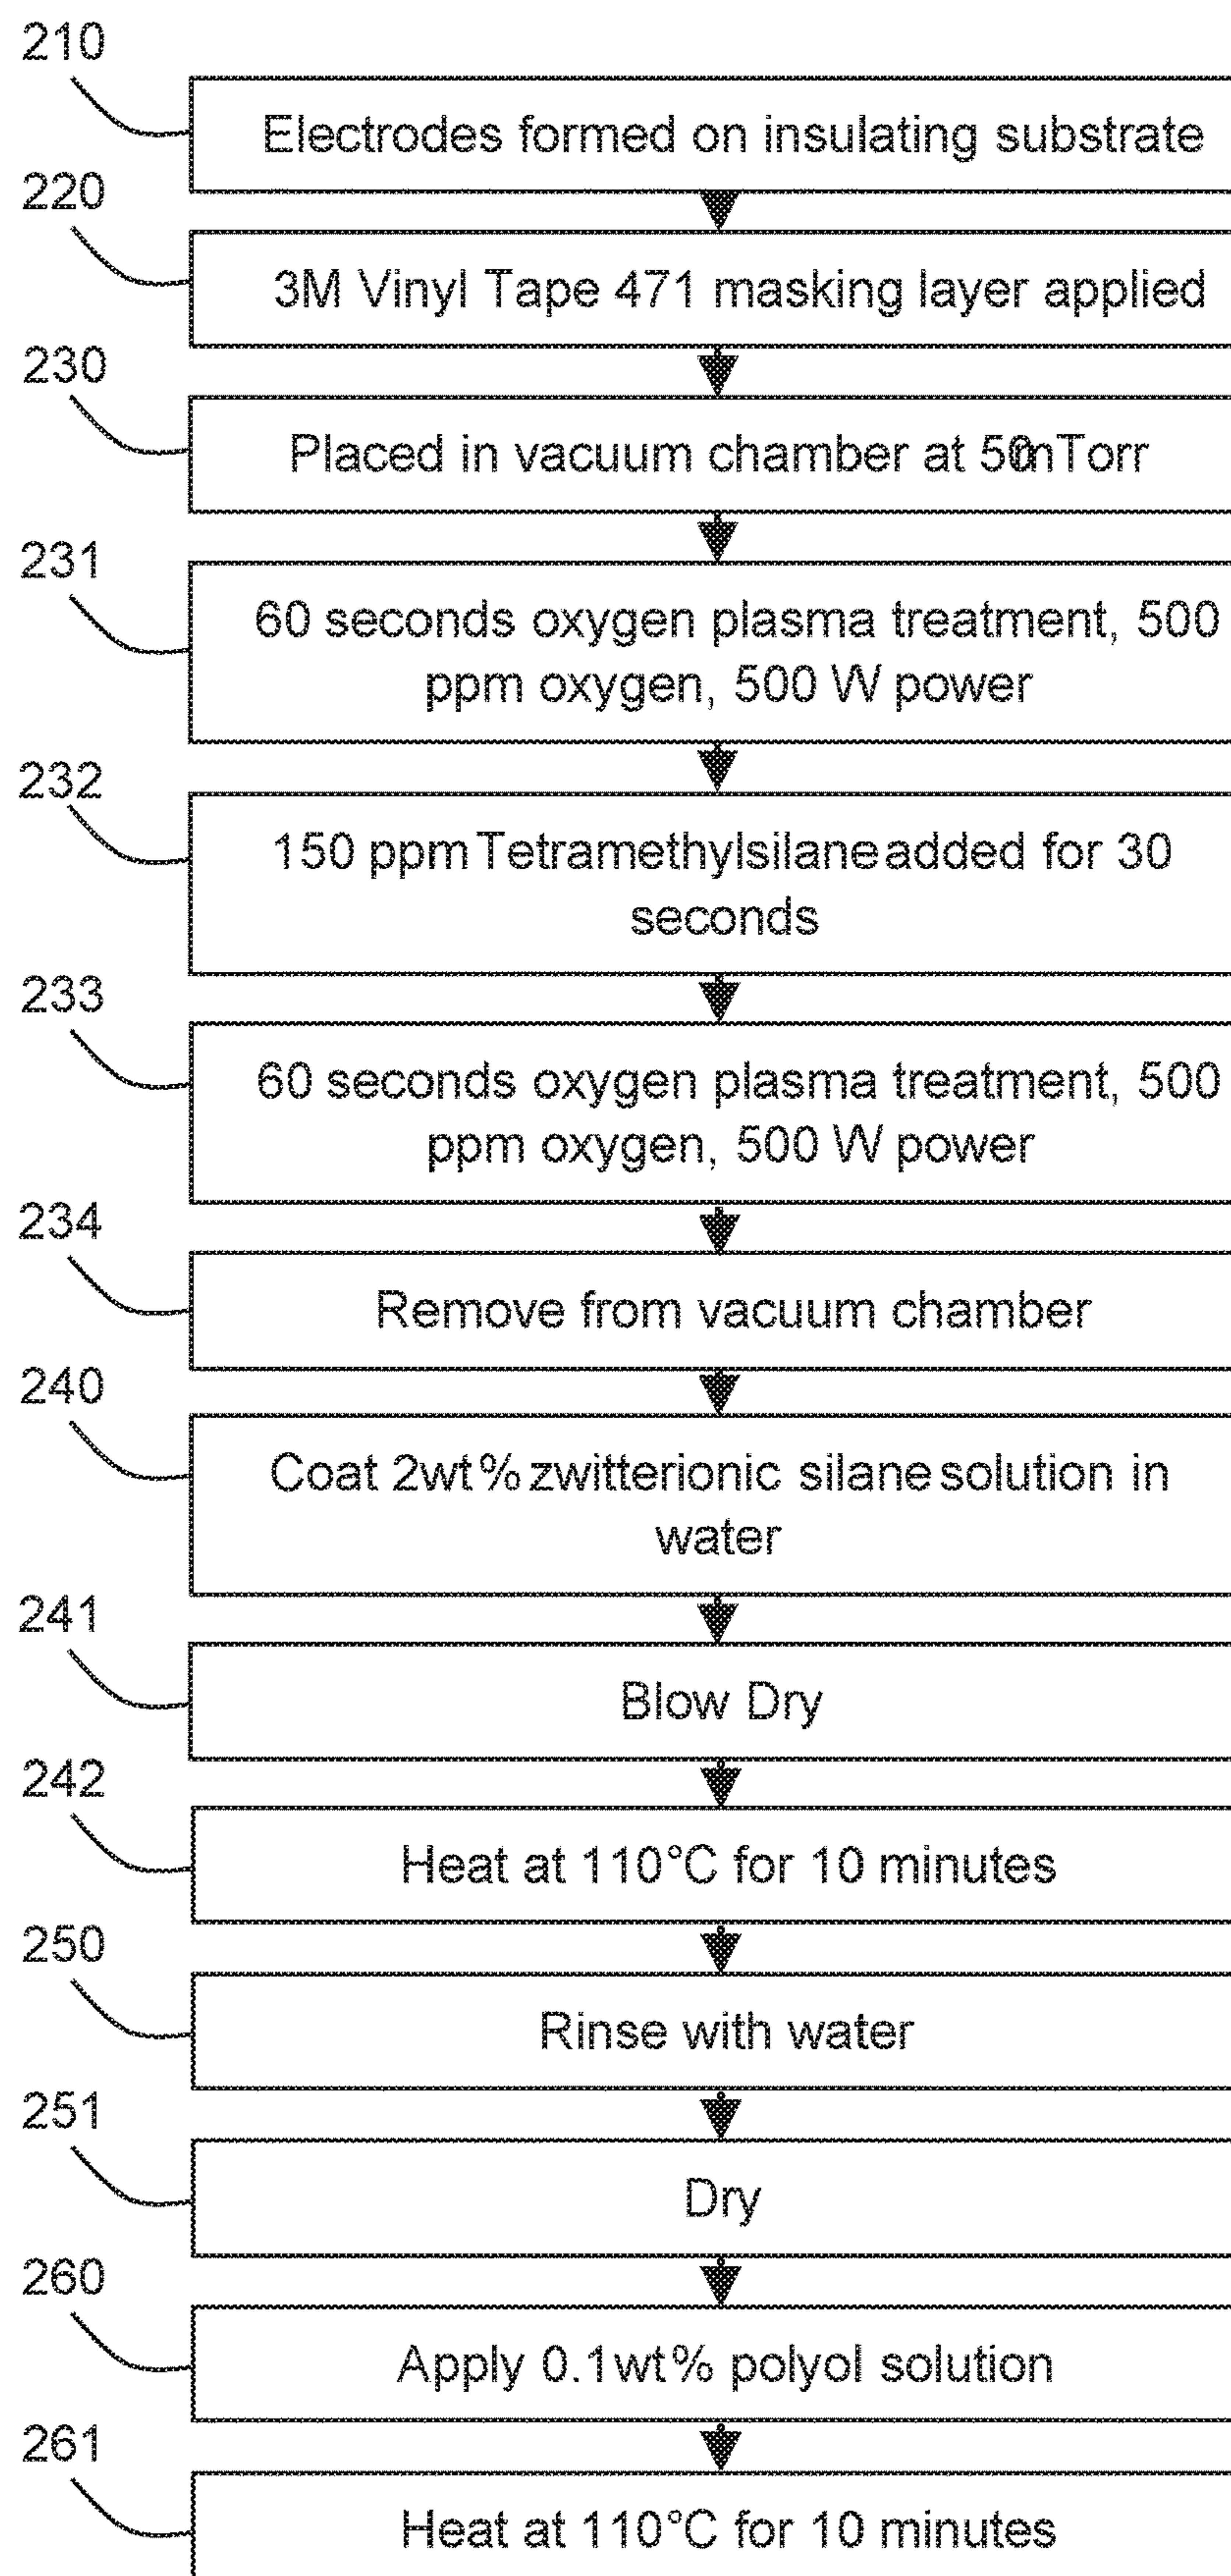 210
Electrodes formed on insulating substrate
220
3M Vinyl Tape 471 masking layer applied
230
Placed in vacuum chamber at 50mTorr
231
60 seconds oxygen plasma treatment, 500
ppm oxygen, 500 W power
232
150 ppm Tetramethylsilane added for 30
seconds
233
60 seconds oxygen plasma treatment, 500
ppm oxygen, 500 W power
234
Remove from vacuum chamber
240
Coat 2wt% zwitterionic silane solution in
water
241
Blow Dry
242
Heat at 110°C for 10 minutes
250
Rinse with water
251
Dry
260
Apply 0.1wt% polyol solution
261
Heat at 110°C for 10 minutes